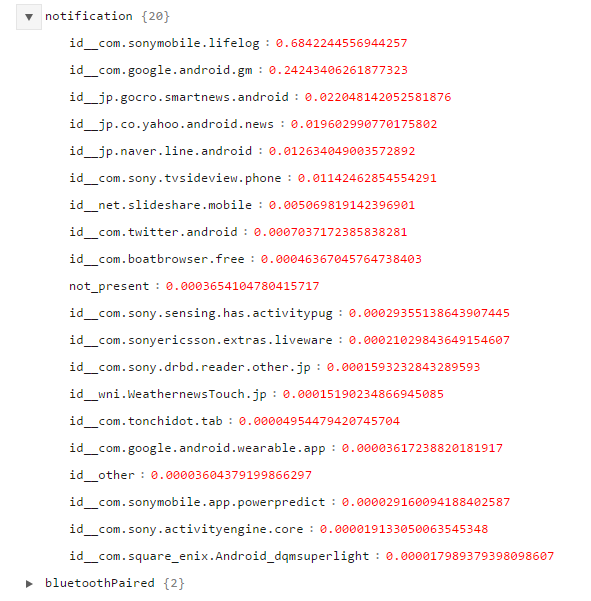 ▼ notification {20}
id__com.sonymobile.lifelog : 0.6842244556944257
id__com.google.android.gm : 0.24243406261877323
id__jp.gocro.smartnews.android : 0.022048142052581876
id__jp.co.yahoo.android.news : 0.019602990770175802
id__jp.naver.line.android : 0.012634049003572892
id__com.sony.tvsideview.phone : 0.01142462854554291
id__net.slideshare.mobile : 0.005069819142396901
id__com.twitter.android : 0.0007037172385838281
id__com.boatbrowser.free : 0.00046367045764738403
not_present : 0.0003654104780415717
id__com.sony.sensing.has.activitypug : 0.00029355138643907445
id__com.sonyericsson.extras.liveware : 0.00021029843649154607
id__com.sony.drbd.reader.other.jp : 0.0001593232843289593
id__wni.WeathernewsTouch.jp : 0.00015190234866945085
id__com.tonchidot.tab : 0.00004954479420745704
id__com.google.android.wearable.app : 0.00003617238820181917
id__other : 0.00003604379199866297
id__com.sonymobile.app.powerpredict : 0.000029160094188402587
id__com.sony.activityengine.core : 0.000019133050063545348
id__com.square_enix.Android_dqmsuperlight : 0.000017989379398098607
▶ bluetoothPaired {2}